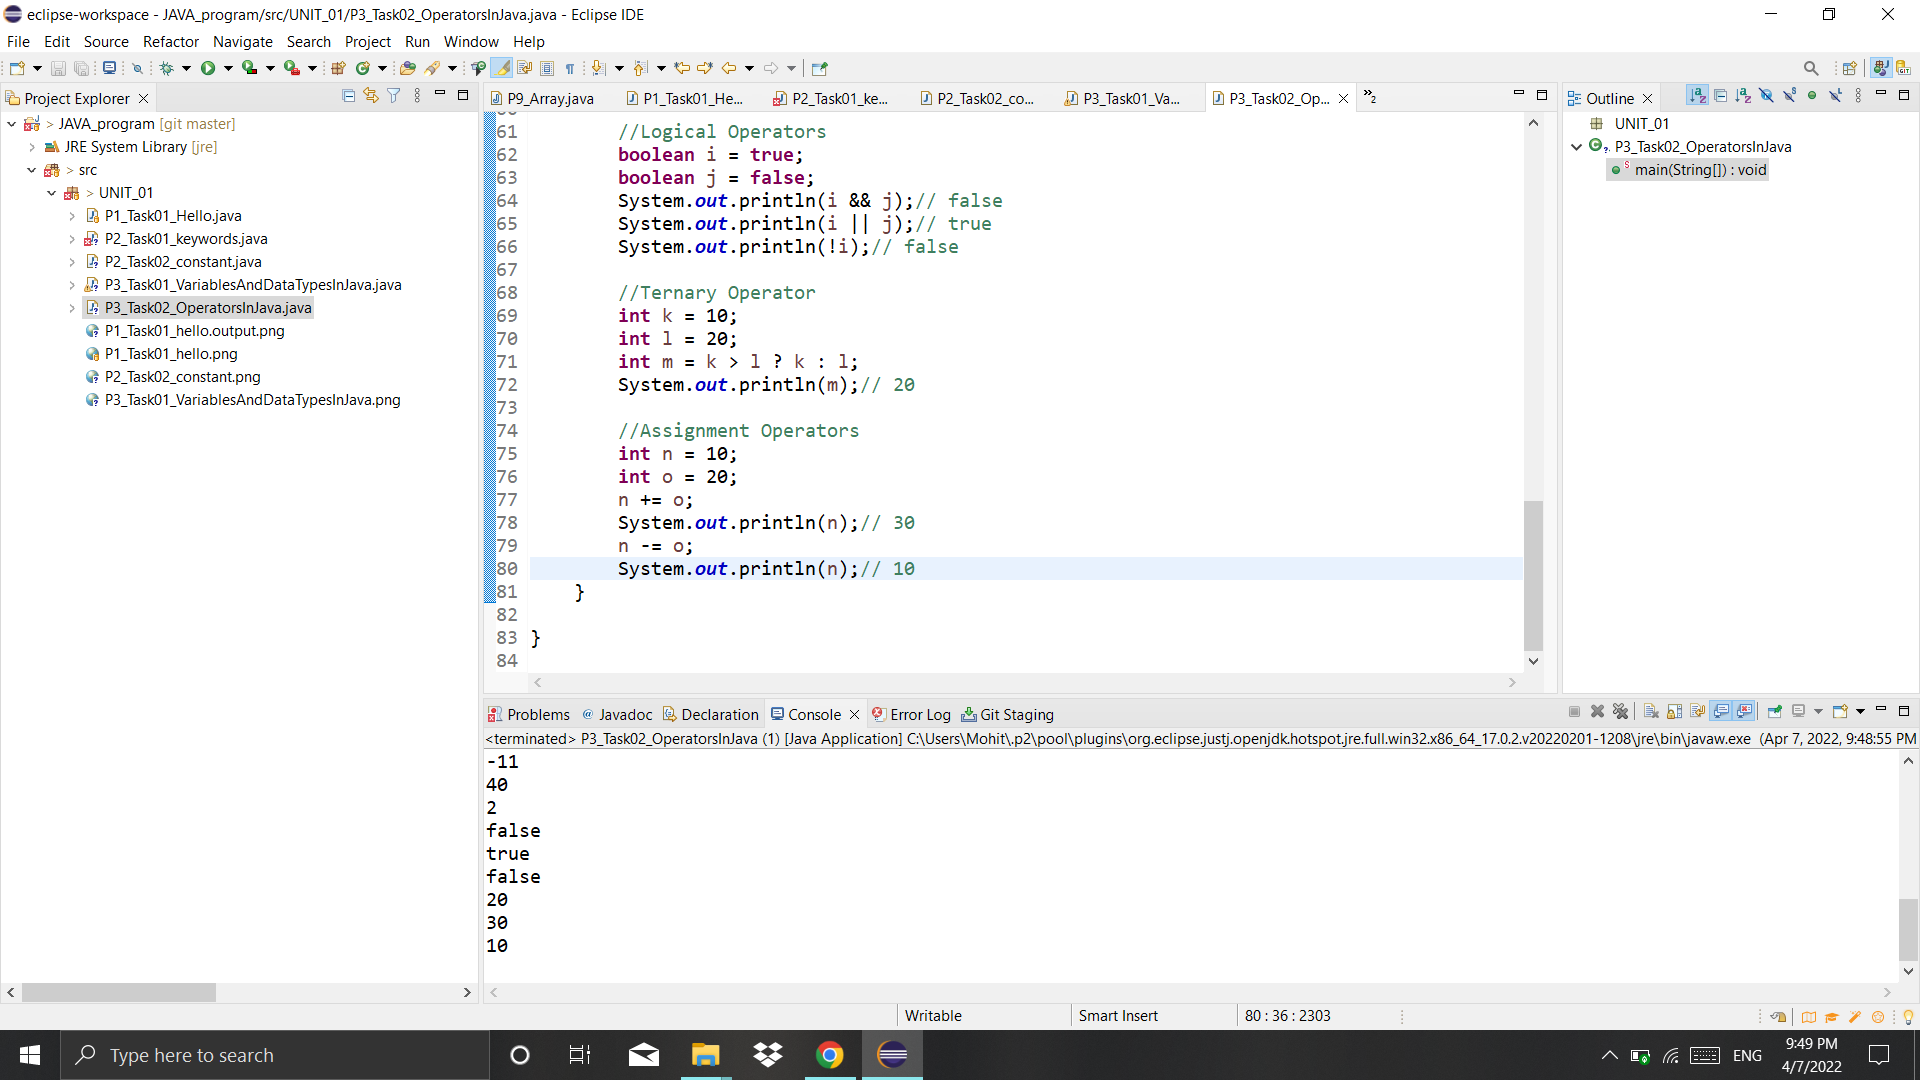 eclipse-workspace - JAVA_program/src/UNIT_01/P3_Task02_OperatorsInJava.java - Eclipse IDE
File Edit Source Refactor Navigate Search Project Run Window Help
Project Explorer
> JAVA_program [git master]
JRE System Library [jre]
> src
> UNIT_01
P1_Task01_Hello.java
P2_Task01_keywords.java
P2_Task02_constant.java
P3_Task01_VariablesAndDataTypesInJava.java
P3_Task02_OperatorsInJava.java
P1_Task01_hello.output.png
P1_Task01_hello.png
P2_Task02_constant.png
P3_Task01_VariablesAndDataTypesInJava.png
P9_Array.java P1_Task01_He... P2_Task01_ke... P2_Task02_co... P3_Task01_Va... P3_Task02_Op... »2
61 //Logical Operators
62 boolean i = true;
63 boolean j = false;
64 System.out.println(i && j);// false
65 System.out.println(i || j);// true
66 System.out.println(!i);// false
67
68 //Ternary Operator
69 int k = 10;
70 int l = 20;
71 int m = k > l ? k : l;
72 System.out.println(m);// 20
73
74 //Assignment Operators
75 int n = 10;
76 int o = 20;
77 n += o;
78 System.out.println(n);// 30
79 n -= o;
80 System.out.println(n);// 10
81 }
82
83 }
84
Outline
UNIT_01
P3_Task02_OperatorsInJava
main(String[]) : void
Problems Javadoc Declaration Console Error Log Git Staging
<terminated> P3_Task02_OperatorsInJava (1) [Java Application] C:\Users\Mohit\.p2\pool\plugins\org.eclipse.justj.openjdk.hotspot.jre.full.win32.x86_64_17.0.2.v20220201-1208\jre\bin\javaw.exe (Apr 7, 2022, 9:48:55 PM
-11
40
2
false
true
false
20
30
10
Writable Smart Insert 80 : 36 : 2303
Type here to search
ENG
9:49 PM
4/7/2022